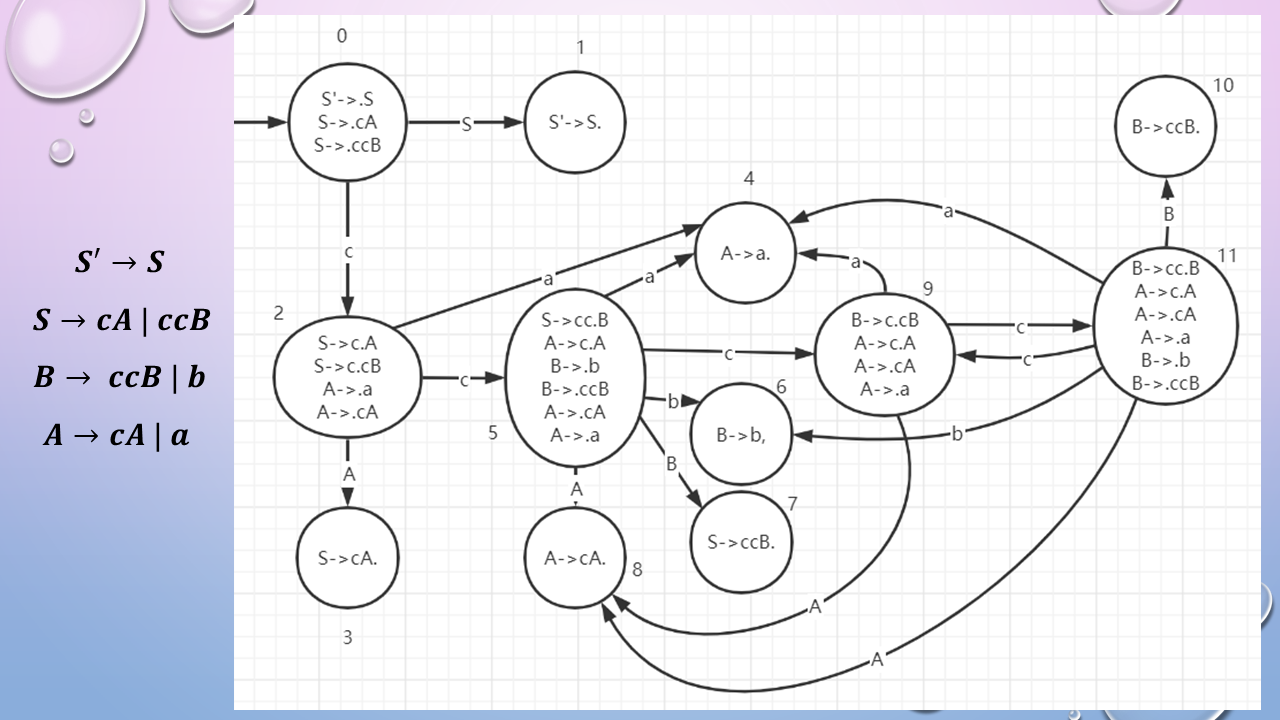 S′ → S
S → cA | ccB
B → ccB | b
A → cA | a
0
S'->.S
S->.cA
S->.ccB
S
1
S'->S.
10
B->ccB.
c
4
A->a.
a
B
a
a
a
11
B->cc.B
A->c.A
A->.cA
A->.a
B->.b
B->.ccB
2
S->c.A
S->c.cB
A->.a
A->.cA
c
5
S->cc.B
A->c.A
B->.b
B->.ccB
A->.cA
A->.a
c
9
B->c.cB
A->c.A
A->.cA
A->.a
c
c
b
6
B->b,
b
B
7
S->ccB.
A
3
S->cA.
A
8
A->cA.
A
A